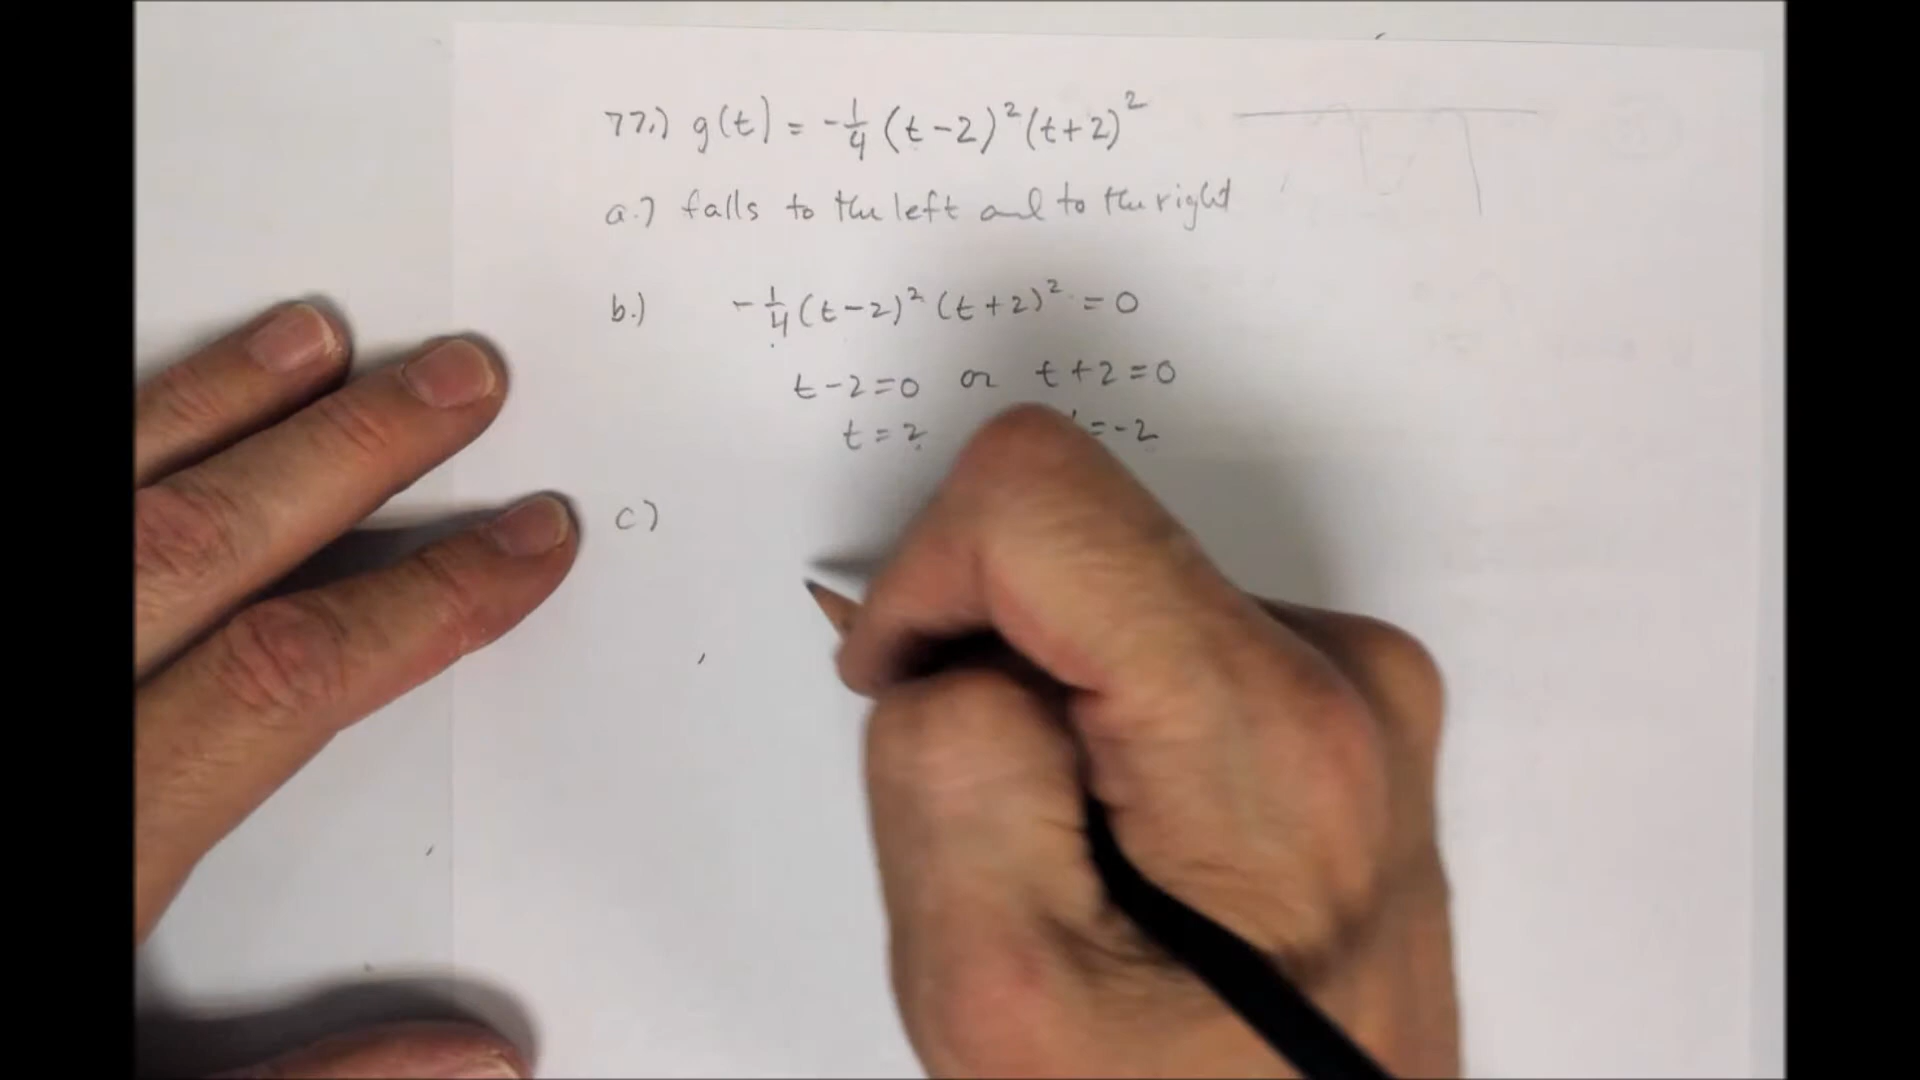 77.) g(t) = -1/4 (t-2)² (t+2)²
a.) falls to the left and to the right
b.) -1/4 (t-2)² (t+2)² = 0
t-2=0 or t+2=0
t=2 =-2
c)